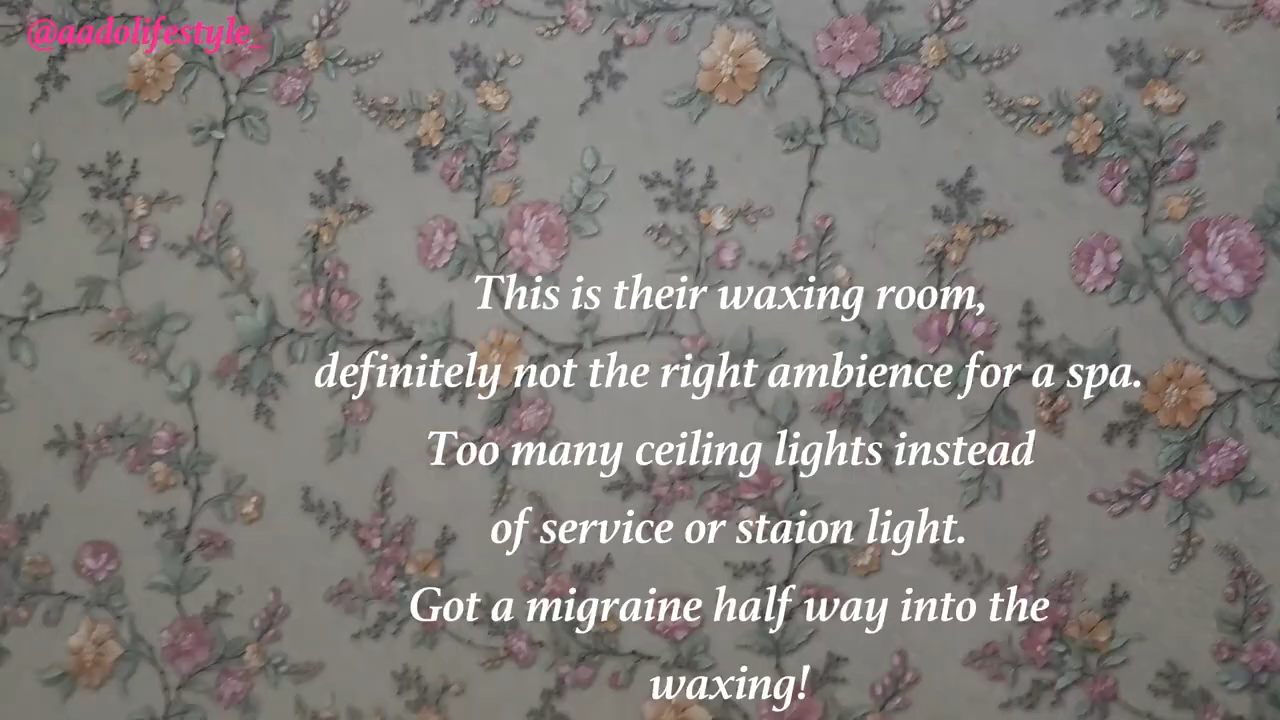 @aadolifestyle_
This is their waxing room,
definitely not the right ambience for a spa.
Too many ceiling lights instead
of service or staion light.
Got a migraine half way into the
waxing!